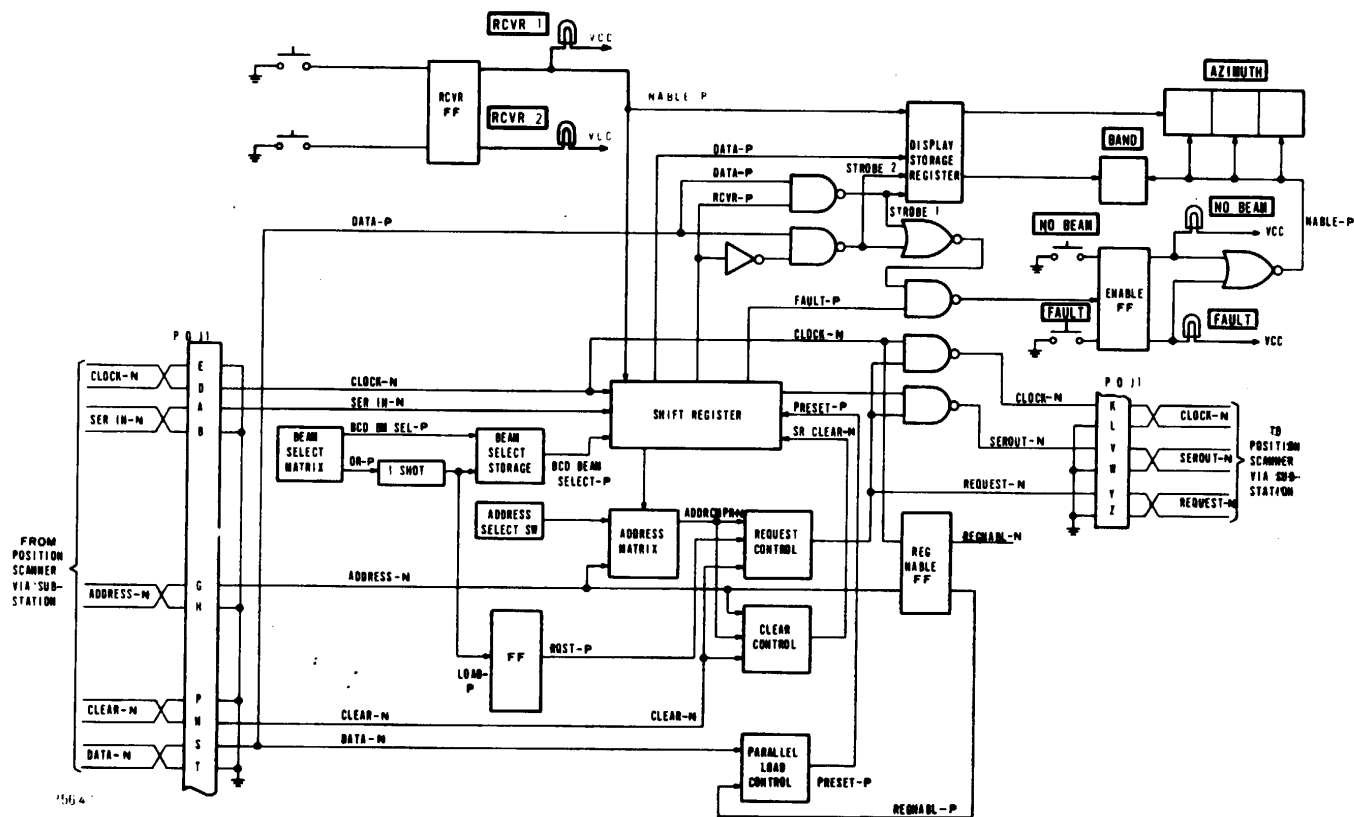 RCVR 1
VCC
RCVR FF
RCVR 2
VCC
NABLE-P
AZIMUTH
DISPLAY STORAGE REGISTER
BAND
DATA-P
DATA-P
STROBE 2
RCVR-P
STROBE 1
DATA-P
NO BEAM
VCC
NABLE-P
NO BEAM
ENABLE FF
FAULT
FAULT
VCC
FAULT-P
CLOCK-N
P O J1
E
D
A
B
G
H
P
N
S
T
FROM POSITION SCANNER VIA SUB-STATION
CLOCK-N
SER IN-N
ADDRESS-N
CLEAR-N
DATA-N
CLOCK-N
SER IN-N
SHIFT REGISTER
PRESET-P
SR CLEAR-N
CLOCK-N
SEROUT-N
REQUEST-N
P O J1
K
L
V
W
Y
Z
CLOCK-N
SEROUT-N
REQUEST-N
TO POSITION SCANNER VIA SUB-STATION
BEAM SELECT MATRIX
BCD BM SEL-P
OR-P
1 SHOT
BEAM SELECT STORAGE
BCD BEAM SELECT-P
ADDRESS SELECT SW
ADDRESS MATRIX
REQUEST CONTROL
REG NABLE FF
REGNABL-N
ADDRESS-N
CLEAR CONTROL
FF
RQST-P
LOAD-P
CLEAR-N
CLEAR-N
DATA-N
PARALLEL LOAD CONTROL
PRESET-P
REGNABL-P